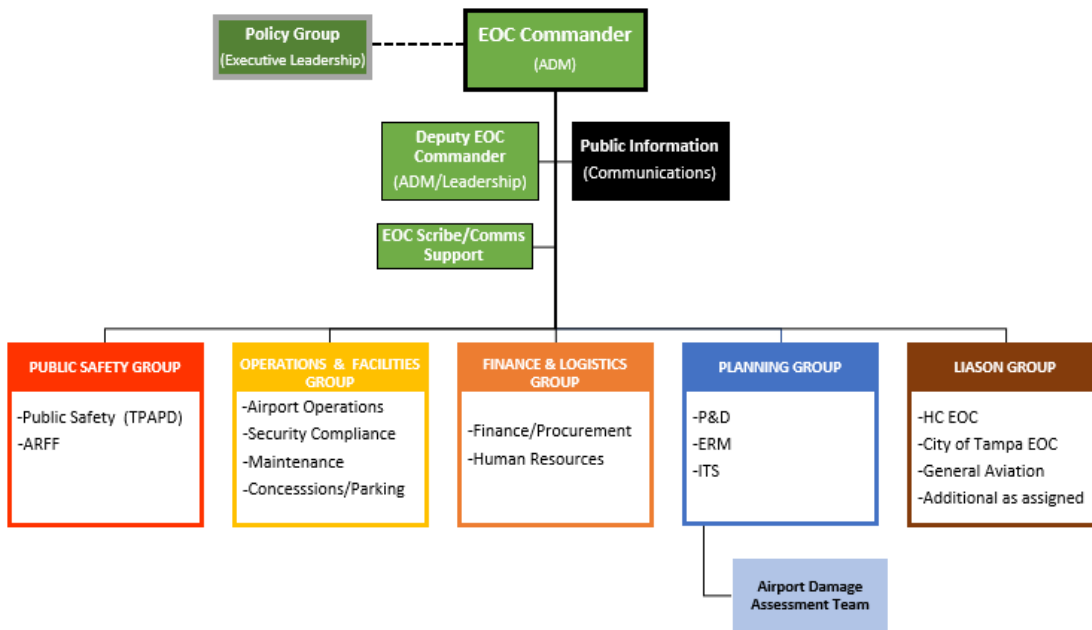 Policy Group
(Executive Leadership)
EOC Commander
(ADM)
Deputy EOC
Commander
(ADM/Leadership)
Public Information
(Communications)
EOC Scribe/Comms
Support
PUBLIC SAFETY GROUP
-Public Safety (TPAPD)
-ARFF
OPERATIONS & FACILITIES
GROUP
-Airport Operations
-Security Compliance
-Maintenance
-Concesssions/Parking
FINANCE & LOGISTICS
GROUP
-Finance/Procurement
-Human Resources
PLANNING GROUP
-P&D
-ERM
-ITS
LIASON GROUP
-HC EOC
-City of Tampa EOC
-General Aviation
-Additional as assigned
Airport Damage
Assessment Team